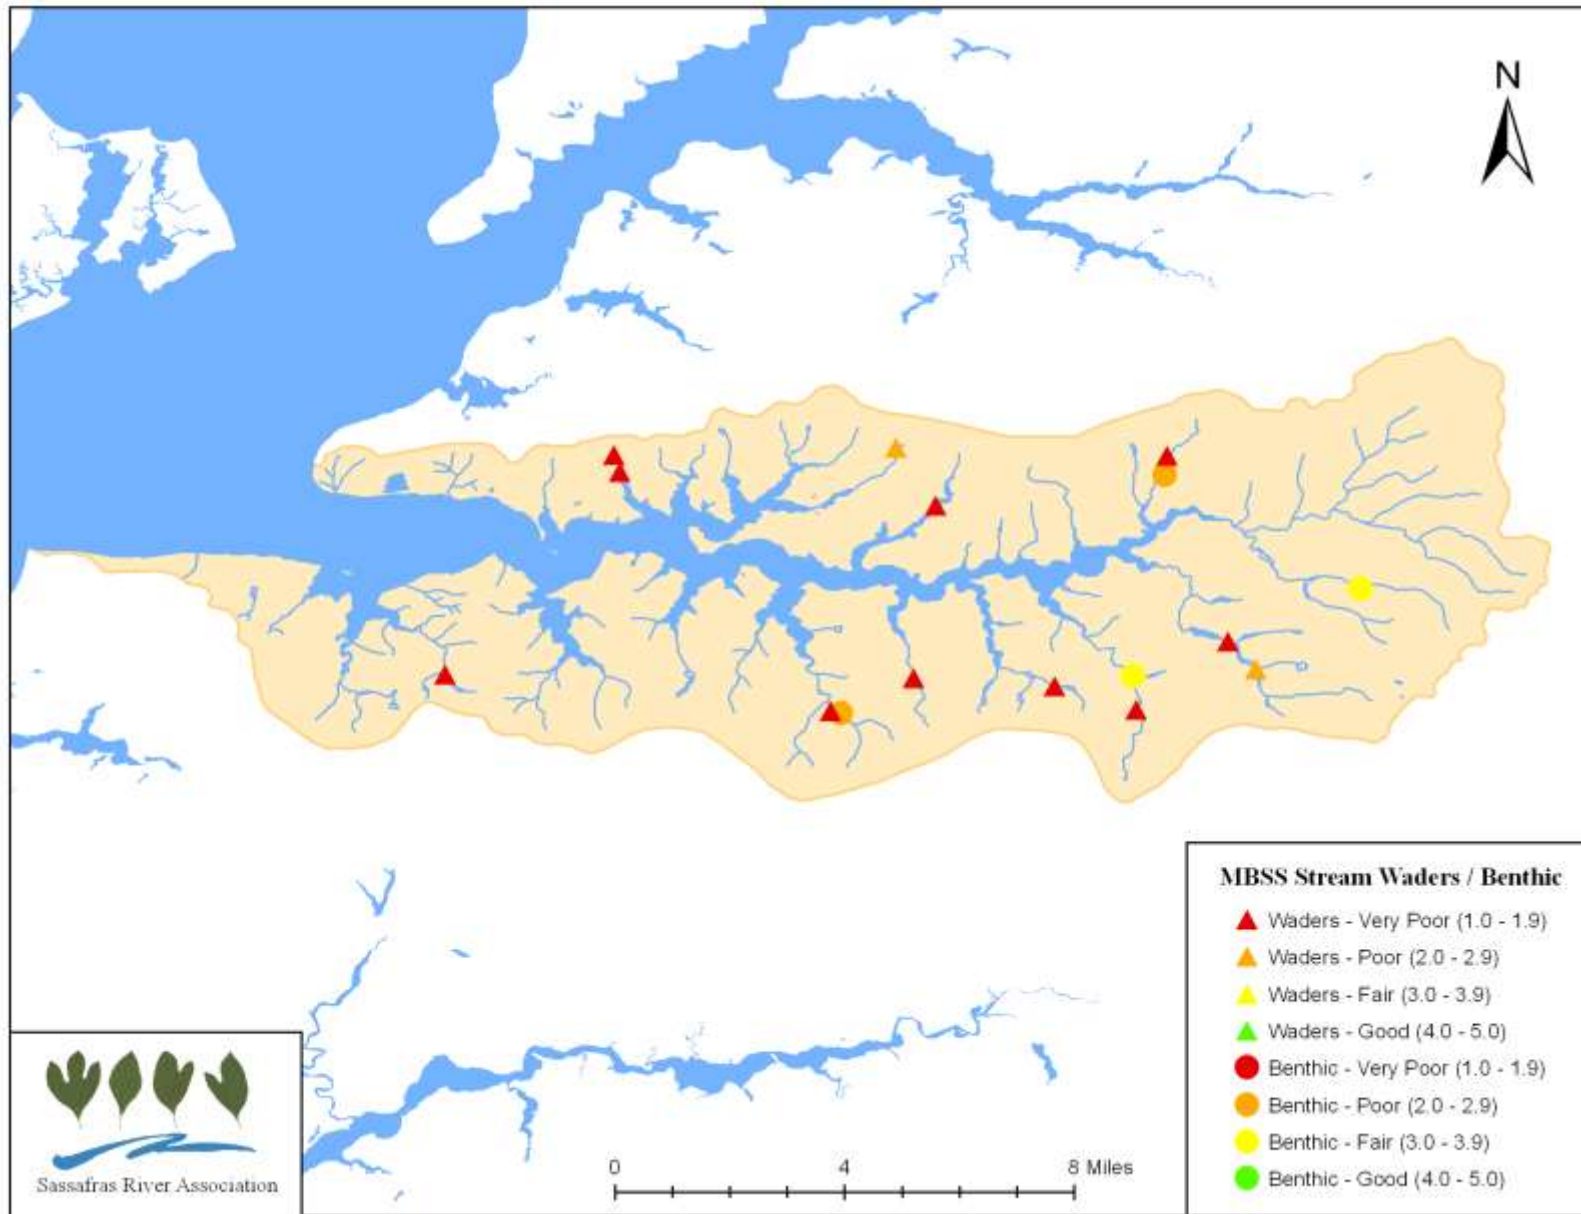 N
MBSS Stream Waders / Benthic
Waders - Very Poor (1.0 - 1.9)
Waders - Poor (2.0 - 2.9)
Waders - Fair (3.0 - 3.9)
Waders - Good (4.0 - 5.0)
Benthic - Very Poor (1.0 - 1.9)
Benthic - Poor (2.0 - 2.9)
Benthic - Fair (3.0 - 3.9)
Benthic - Good (4.0 - 5.0)
0 4 8 Miles
Sassafras River Association